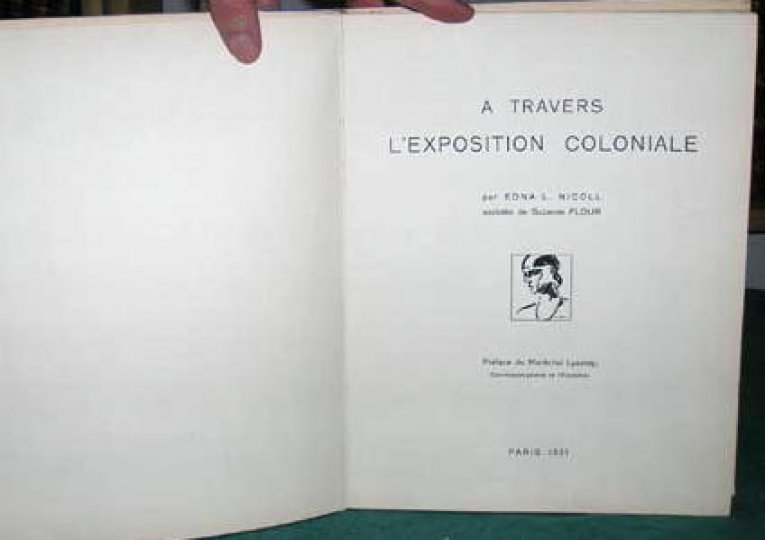 A TRAVERS
L'EXPOSITION COLONIALE
par EDNA L. NICOLL
assistée de Suzanne FLOUR
Préface du Maréchal Lyautey,
PARIS 1931